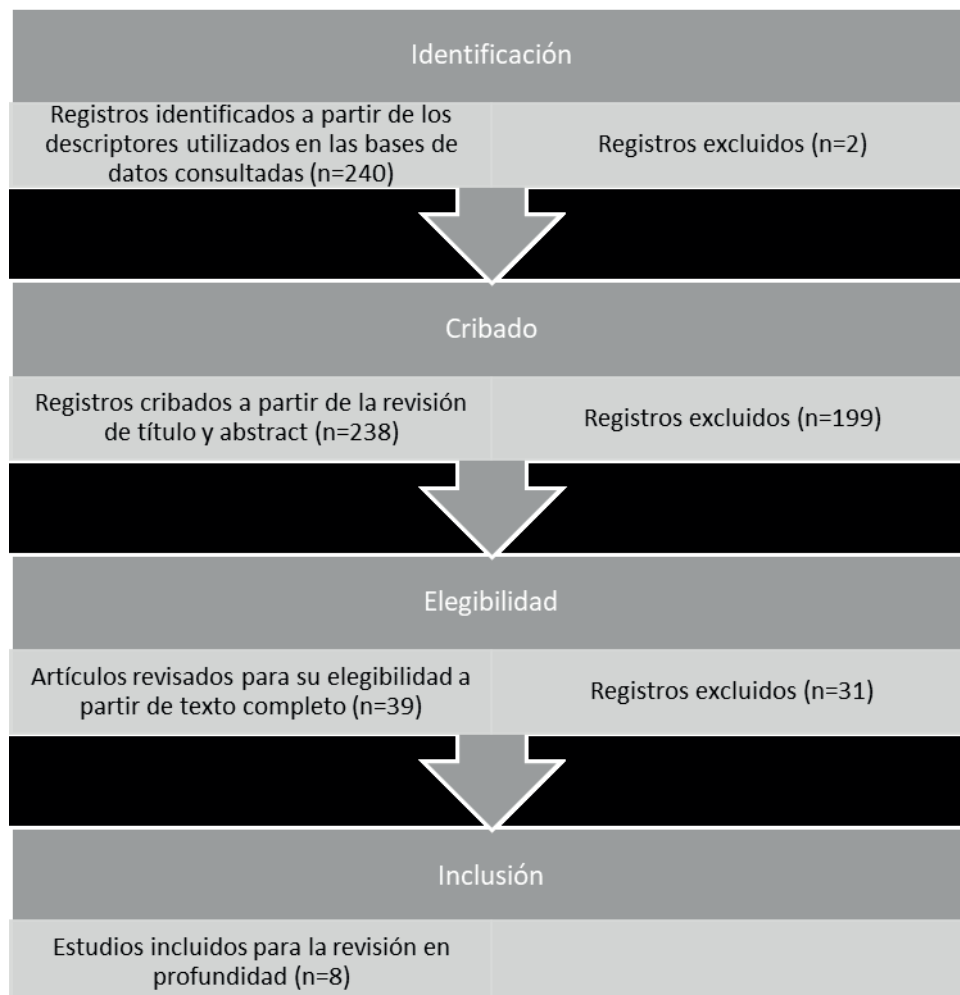 Identificación
Registros identificados a partir de los
descriptores utilizados en las bases de
datos consultadas (n=240)
Registros excluidos (n=2)
Cribado
Registros cribados a partir de la revisión
de título y abstract (n=238)
Registros excluidos (n=199)
Elegibilidad
Artículos revisados para su elegibilidad a
partir de texto completo (n=39)
Registros excluidos (n=31)
Inclusión
Estudios incluidos para la revisión en
profundidad (n=8)